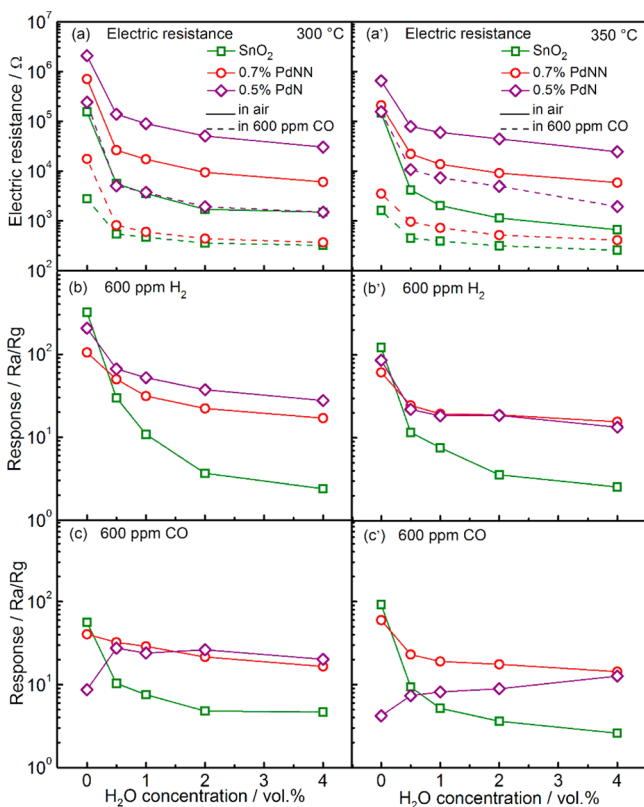 (a) Electric resistance 300 °C
SnO2
0.7% PdNN
0.5% PdN
in air
in 600 ppm CO
Electric resistance / Ω
10^7
10^6
10^5
10^4
10^3
10^2
(a') Electric resistance 350 °C
SnO2
0.7% PdNN
0.5% PdN
in air
in 600 ppm CO
(b) 600 ppm H2
Response / Ra/Rg
10^2
10^1
10^0
(b') 600 ppm H2
(c) 600 ppm CO
Response / Ra/Rg
10^2
10^1
10^0
(c') 600 ppm CO
0 1 2 3 4
0 1 2 3 4
H2O concentration / vol.%
H2O concentration / vol.%